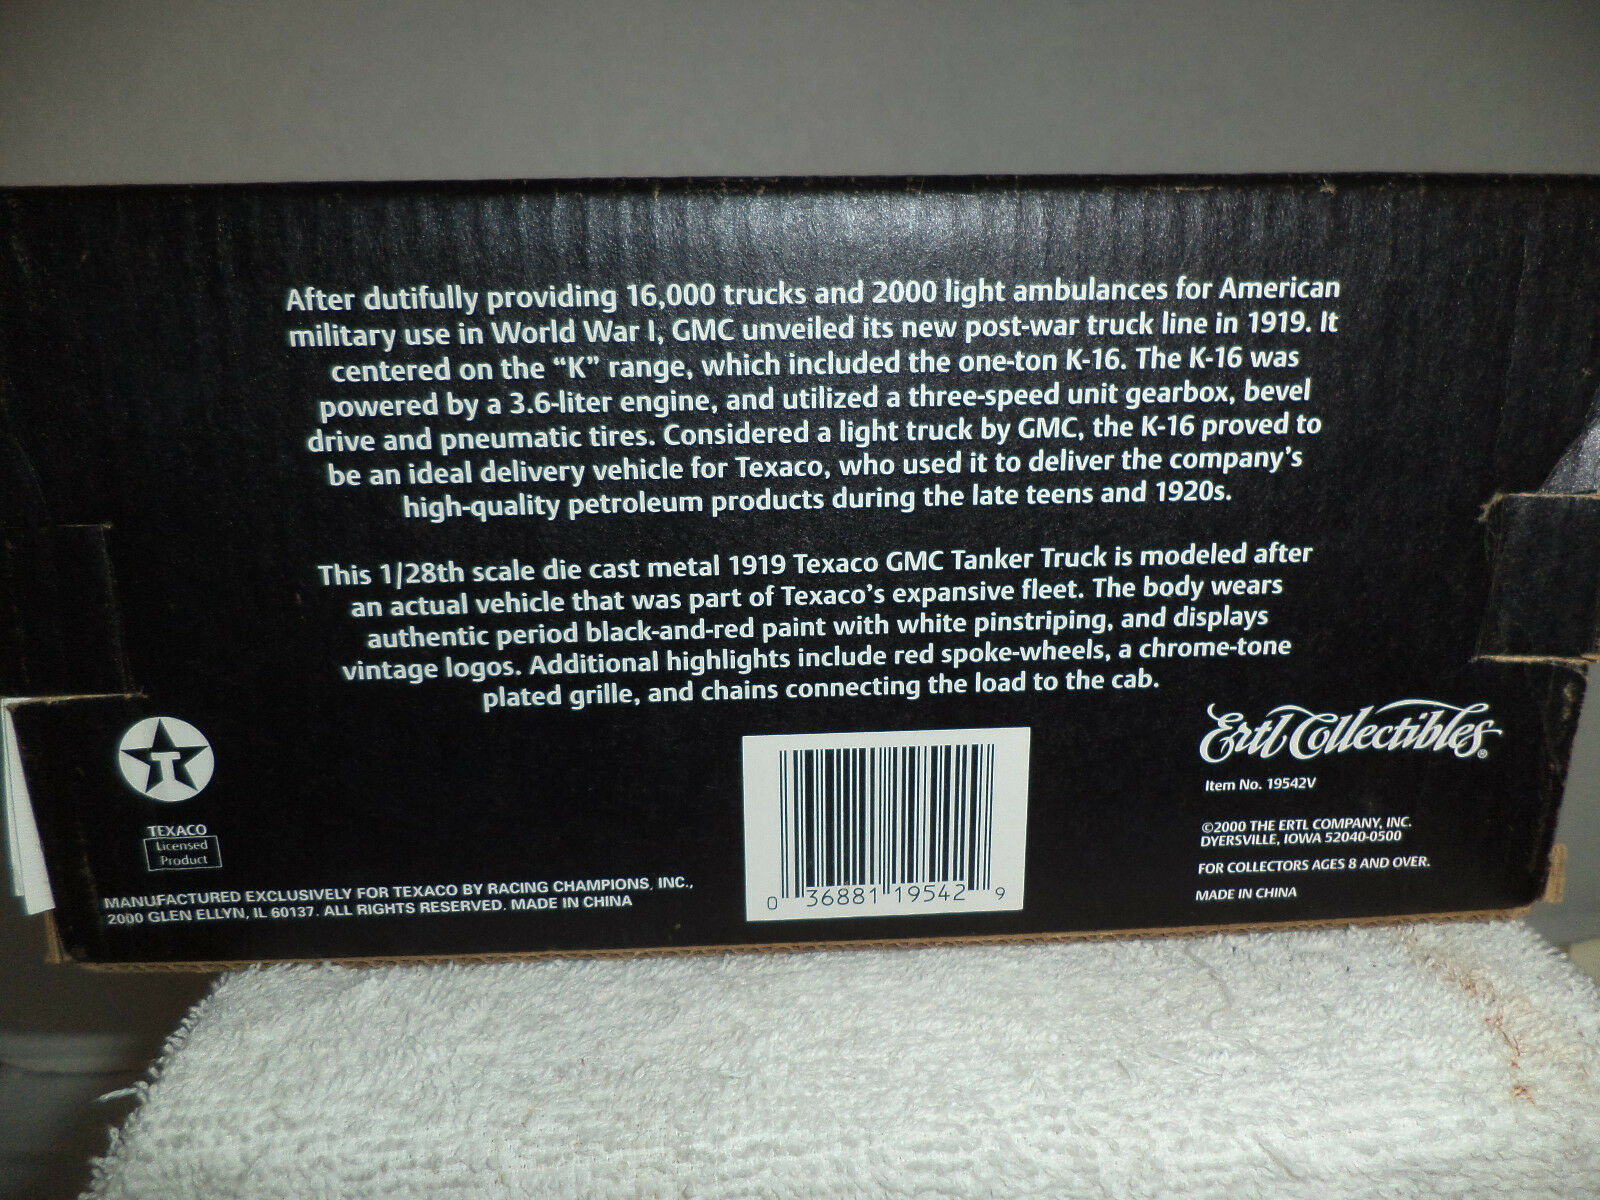 After dutifully providing 16,000 trucks and 2000 light ambulances for American
military use in World War I, GMC unveiled its new post-war truck line in 1919. It
centered on the “K” range, which included the one-ton K-16. The K-16 was
powered by a 3.6-liter engine, and utilized a three-speed unit gearbox, bevel
drive and pneumatic tires. Considered a light truck by GMC, the K-16 proved to
be an ideal delivery vehicle for Texaco, who used it to deliver the company’s
high-quality petroleum products during the late teens and 1920s.
This 1/28th scale die cast metal 1919 Texaco GMC Tanker Truck is modeled after
an actual vehicle that was part of Texaco’s expansive fleet. The body wears
authentic period black-and-red paint with white pinstriping, and displays
vintage logos. Additional highlights include red spoke-wheels, a chrome-tone
plated grille, and chains connecting the load to the cab.
T
TEXACO
Licensed
Product
MANUFACTURED EXCLUSIVELY FOR TEXACO BY RACING CHAMPIONS, INC.,
2000 GLEN ELLYN, IL 60137. ALL RIGHTS RESERVED. MADE IN CHINA
0 36881 19542 9
Ertl Collectibles®
Item No. 19542V
©2000 THE ERTL COMPANY, INC.
DYERSVILLE, IOWA 52040-0500
FOR COLLECTORS AGES 8 AND OVER.
MADE IN CHINA